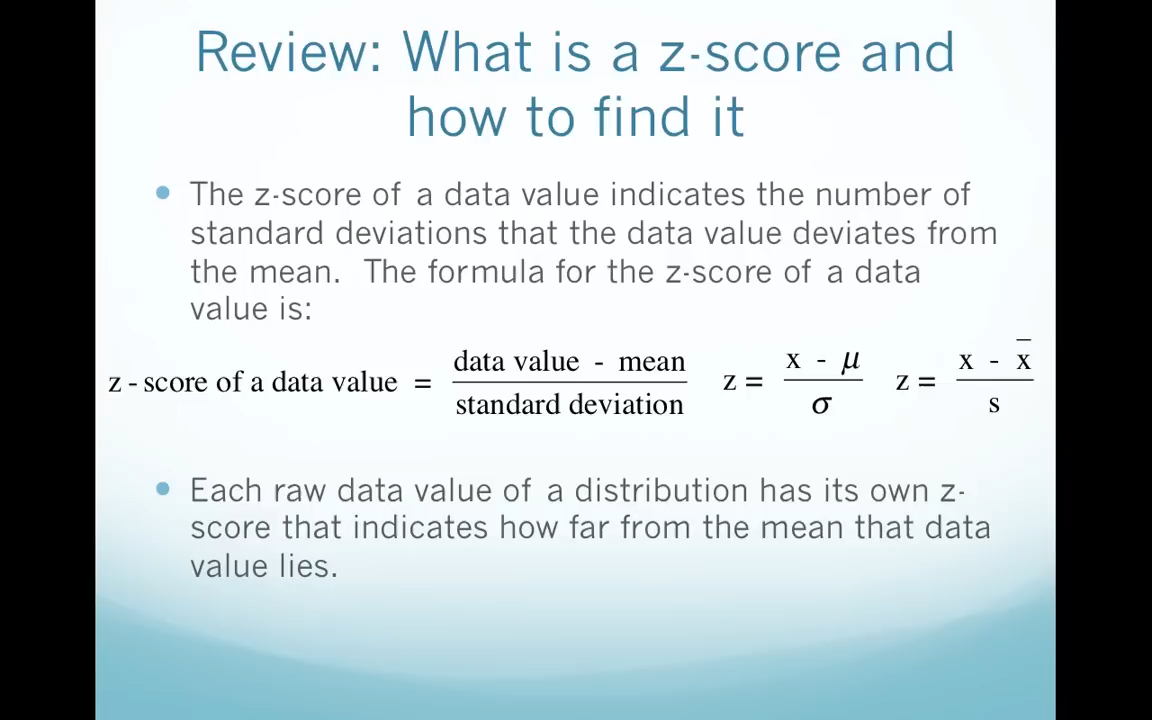 Review: What is a z-score and
how to find it
• The z-score of a data value indicates the number of
standard deviations that the data value deviates from
the mean. The formula for the z-score of a data
value is:
z - score of a data value = (data value - mean) / (standard deviation)   z = (x - μ) / σ   z = (x - x̄) / s
• Each raw data value of a distribution has its own z-
score that indicates how far from the mean that data
value lies.